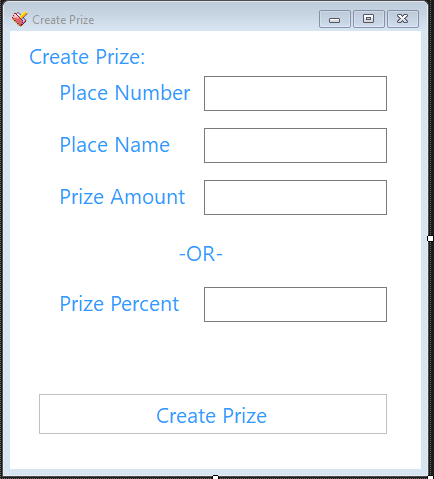 Create Prize
Create Prize:
Place Number
Place Name
Prize Amount
-OR-
Prize Percent
Create Prize